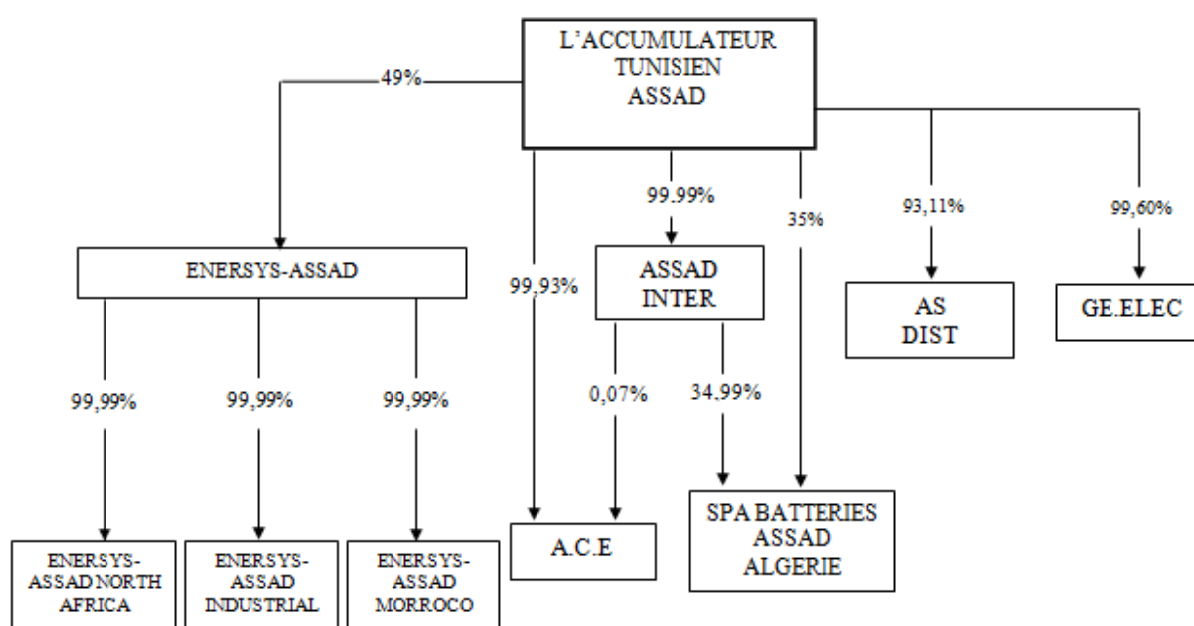 L'ACCUMULATEUR
TUNISIEN
ASSAD
49%
99.99%
35%
93,11%
99,60%
ENERSYS-ASSAD
ASSAD
INTER
99,93%
AS
DIST
GE.ELEC
99,99%
99,99%
99,99%
0,07%
34.99%
SPA BATTERIES
ASSAD
ALGERIE
A.C.E
ENERSYS-
ASSAD NORTH
AFRICA
ENERSYS-
ASSAD
INDUSTRIAL
ENERSYS-
ASSAD
MORROCO